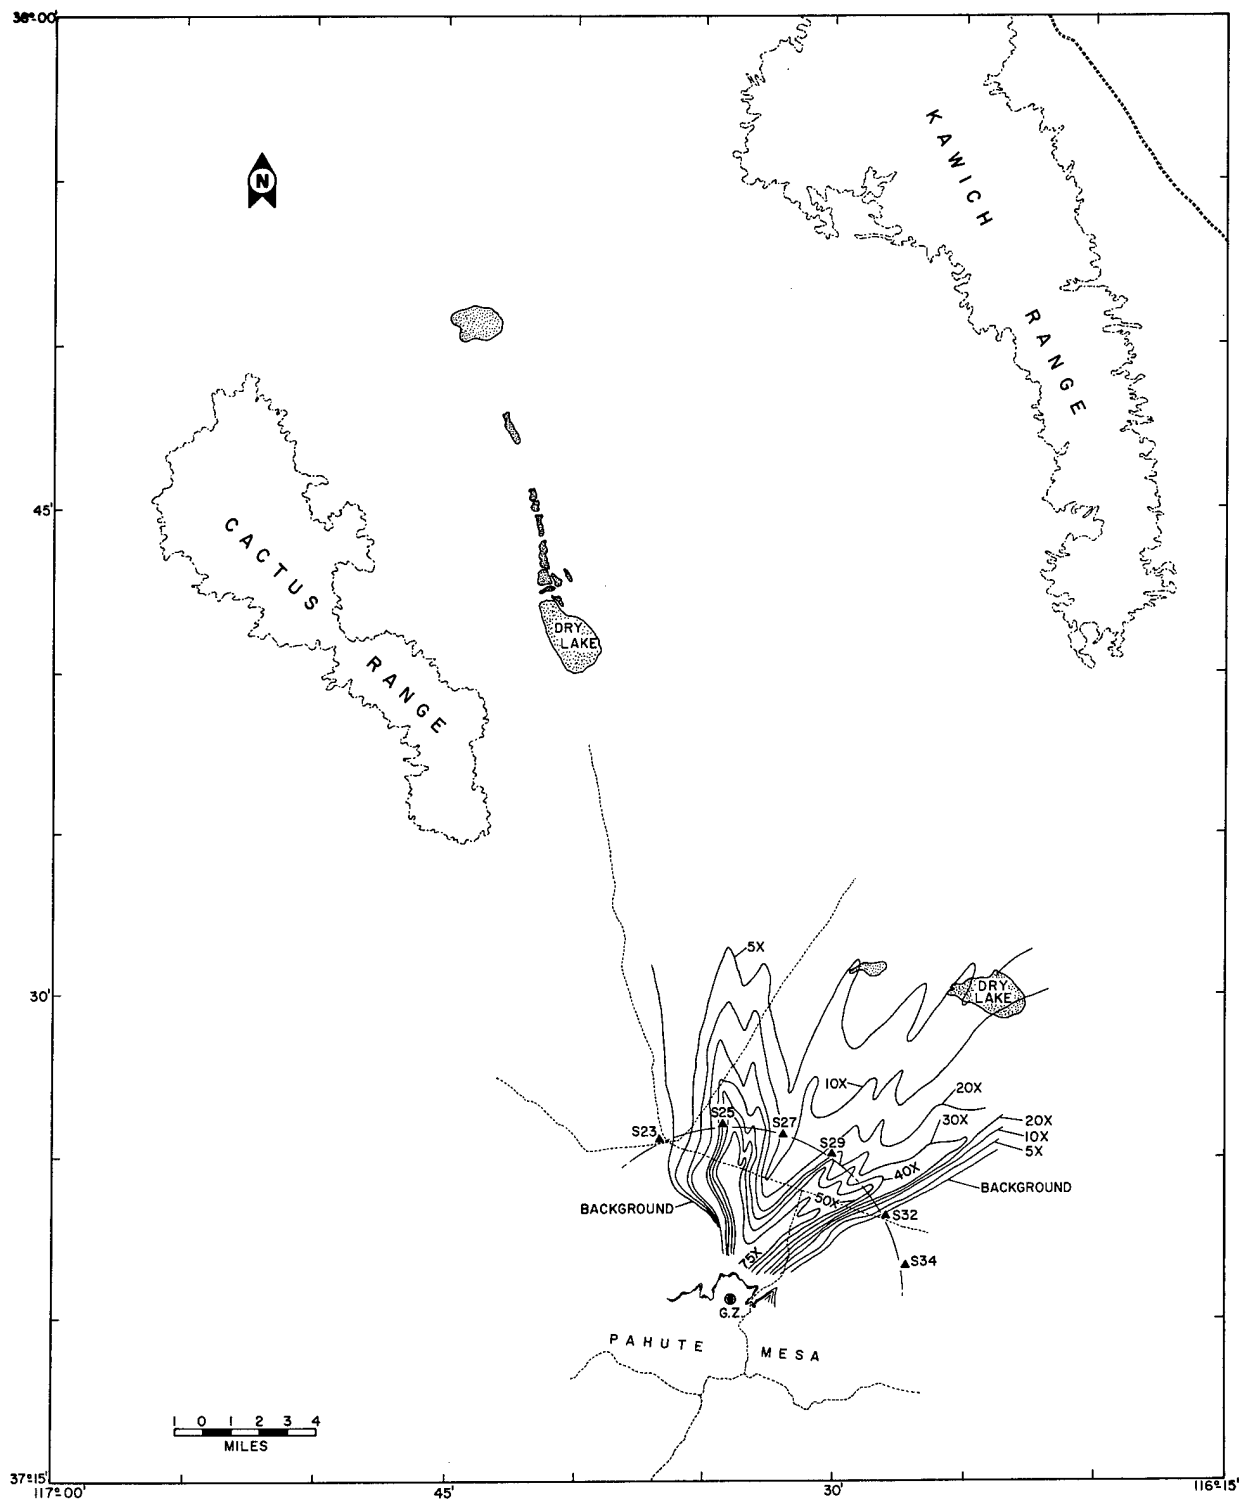 38°00'
N
KAWICH
RANGE
45'
CACTUS
RANGE
DRY
LAKE
5X
30'
DRY
LAKE
10X
20X
S25
30X
20X
S23
S27
10X
S29
5X
40X
BACKGROUND
50X
BACKGROUND
S32
75X
S34
G.Z.
PAHUTE MESA
1 0 1 2 3 4
MILES
37°15'
117°00'
45'
30'
116°15'